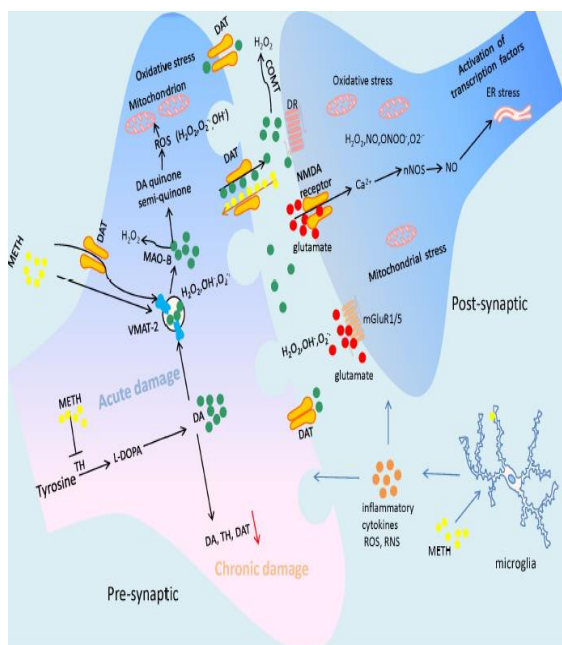 DAT
H₂O₂
COMT
Oxidative stress
Mitochondrion
ROS (H₂O₂,O₂⁻,OH⁻)
DA quinone
semi-quinone
DAT
METH
H₂O₂
MAO-B
H₂O₂,OH⁻,O₂⁻
VMAT-2
DAT
DR
NMDA
receptor
glutamate
Oxidative stress
H₂O₂,NO,ONOO⁻,O2⁻
Ca²⁺
nNOS
NO
Activation of
transcription factors
ER stress
Mitochondrial stress
Post-synaptic
mGluR1/5
H₂O₂,OH⁻,O₂⁻
glutamate
DAT
Acute damage
METH
TH
Tyrosine
L-DOPA
DA
DA, TH, DAT
Chronic damage
Pre-synaptic
inflammatory
cytokines
ROS, RNS
METH
microglia